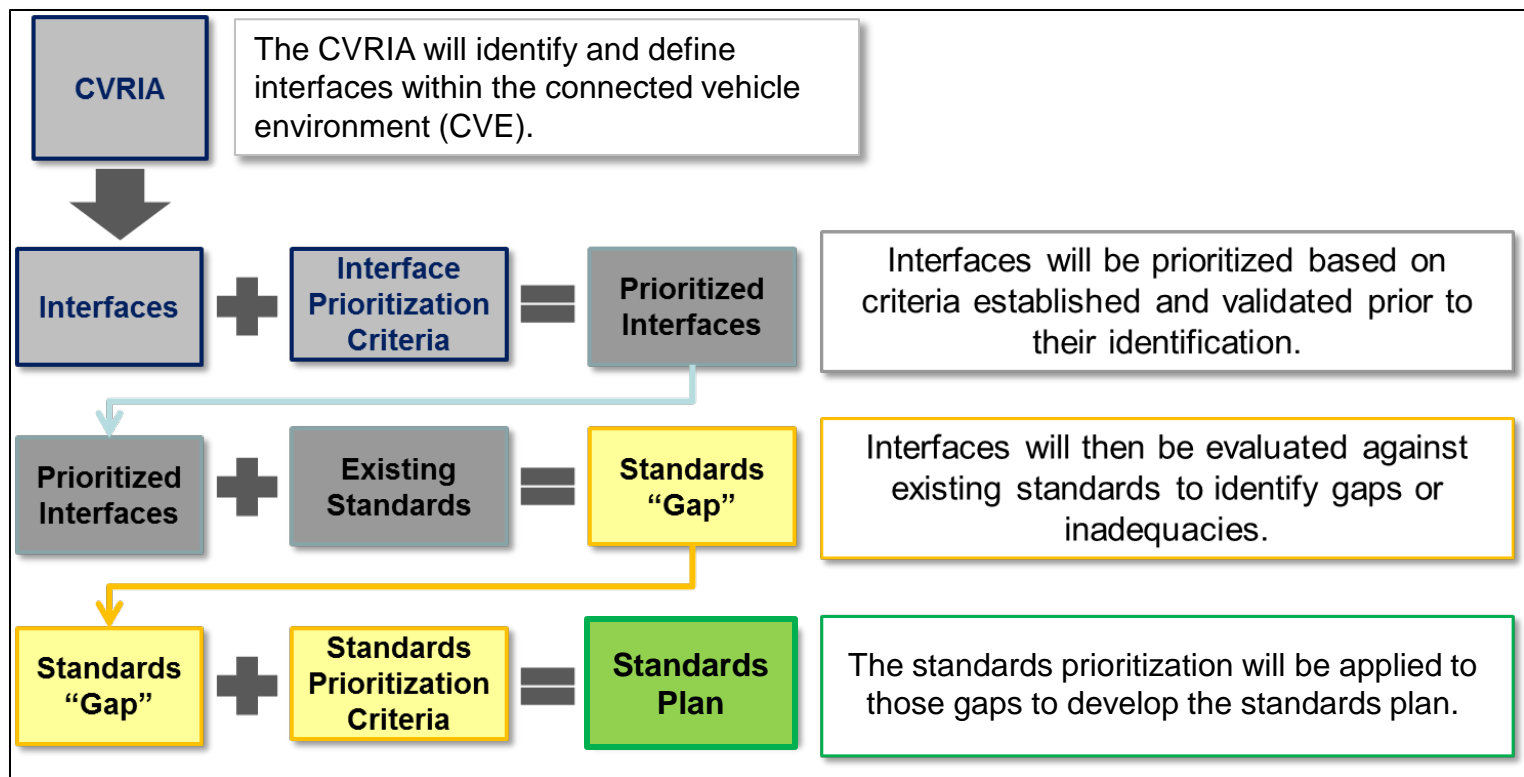 CVRIA
The CVRIA will identify and define
interfaces within the connected vehicle
environment (CVE).
Interfaces
Interface
Prioritization
Criteria
Prioritized
Interfaces
Interfaces will be prioritized based on
criteria established and validated prior to
their identification.
Prioritized
Interfaces
Existing
Standards
Standards
“Gap”
Interfaces will then be evaluated against
existing standards to identify gaps or
inadequacies.
Standards
“Gap”
Standards
Prioritization
Criteria
Standards
Plan
The standards prioritization will be applied to
those gaps to develop the standards plan.